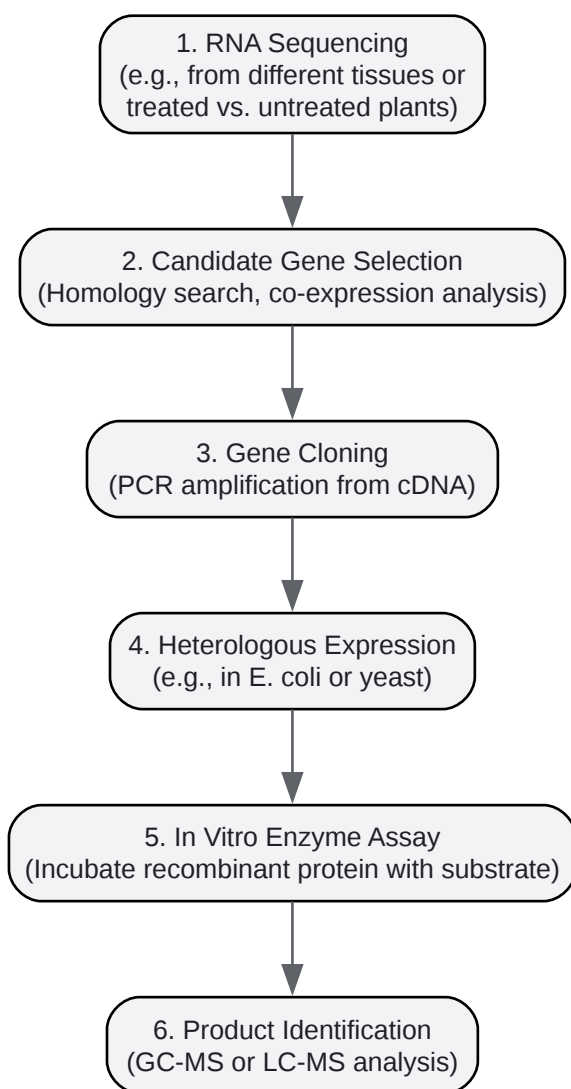 1. RNA Sequencing
(e.g., from different tissues or
treated vs. untreated plants)
2. Candidate Gene Selection
(Homology search, co-expression analysis)
3. Gene Cloning
(PCR amplification from cDNA)
4. Heterologous Expression
(e.g., in E. coli or yeast)
5. In Vitro Enzyme Assay
(Incubate recombinant protein with substrate)
6. Product Identification
(GC-MS or LC-MS analysis)